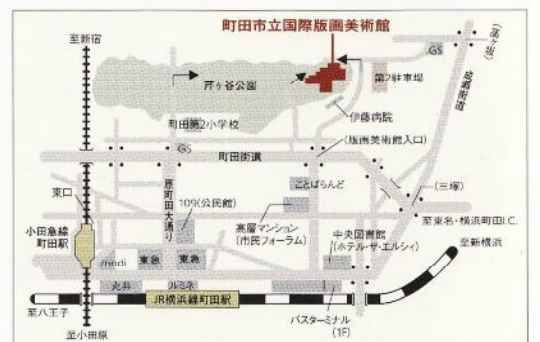 町田市立国際版画美術館
至新宿
(高ヶ坂)
GS
成瀬街道
芹ヶ谷公園
第2駐車場
伊藤病院
町田第2小学校
(版画美術館入口)
GS
町田街道
原町田大通り
東口
ことばらんど
(三塚)
109(公民館)
小田急線
町田駅
高層マンション
(市民フォーラム)
至東名・横浜町田I.C.
中央図書館
(ホテル・ザ・エルシィ)
至新横浜
modi
東急
東急
丸井
ルミネ
JR横浜線町田駅
至八王子
バスターミナル
(1F)
至小田原